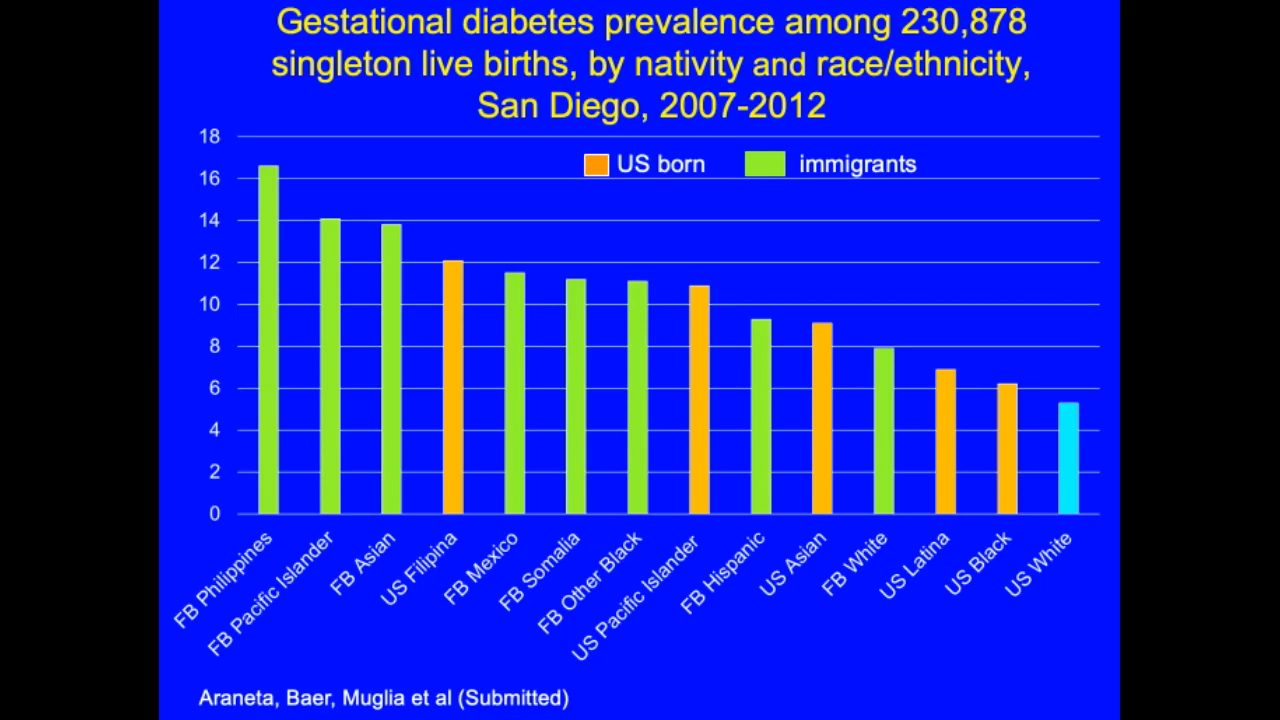 Gestational diabetes prevalence among 230,878
singleton live births, by nativity and race/ethnicity,
San Diego, 2007-2012
US born
immigrants
18
16
14
12
10
8
6
4
2
0
FB Philippines
FB Pacific Islander
FB Asian
US Filipina
FB Mexico
FB Somalia
FB Other Black
US Pacific Islander
FB Hispanic
US Asian
FB White
US Latina
US Black
US White
Araneta, Baer, Muglia et al (Submitted)